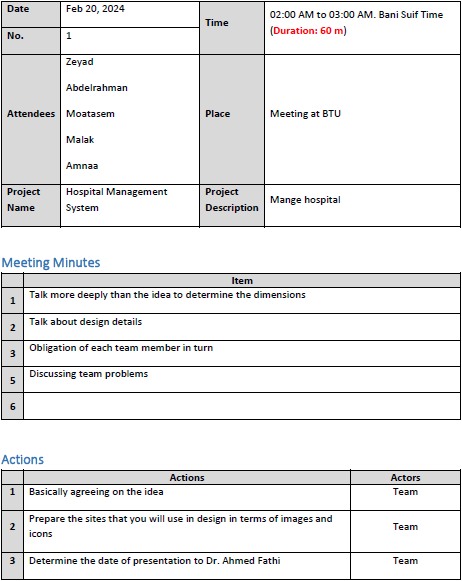 Date
Feb 20, 2024
Time
02:00 AM to 03:00 AM. Bani Suif Time
(Duration: 60 m)
No.
1
Attendees
Zeyad
Abdelrahman
Moatasem
Malak
Amnaa
Place
Meeting at BTU
Project
Name
Hospital Management
System
Project
Description
Mange hospital
Meeting Minutes
Item
1 Talk more deeply than the idea to determine the dimensions
2 Talk about design details
3 Obligation of each team member in turn
5 Discussing team problems
6
Actions
Actions Actors
1 Basically agreeing on the idea Team
2 Prepare the sites that you will use in design in terms of images and
icons Team
3 Determine the date of presentation to Dr. Ahmed Fathi Team